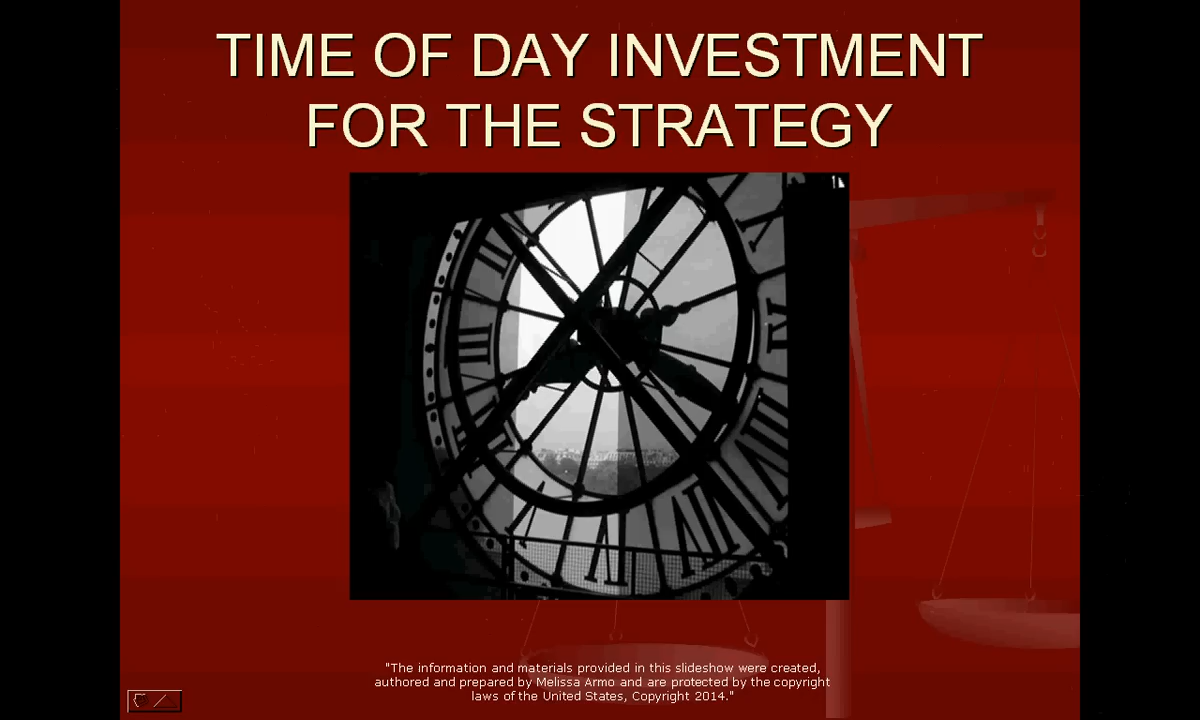 TIME OF DAY INVESTMENT
FOR THE STRATEGY
"The information and materials provided in this slideshow were created,
authored and prepared by Melissa Armo and are protected by the copyright
laws of the United States, Copyright 2014."